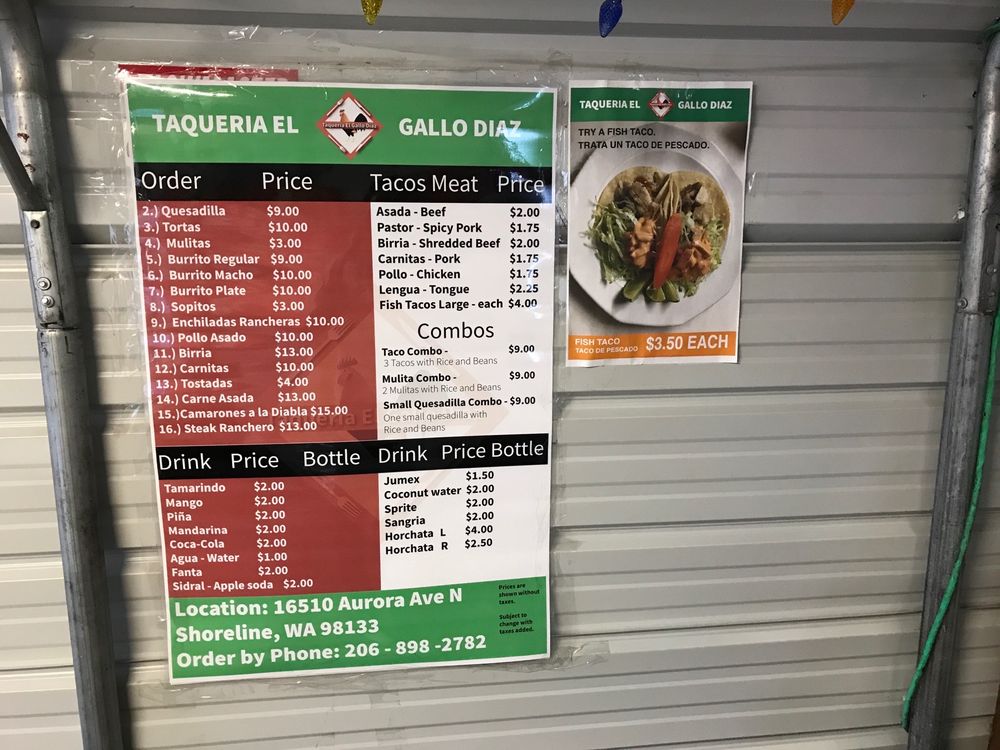 TAQUERIA EL
Taqueria El Gallo Diaz
GALLO DIAZ
Order Price
2.) Quesadilla $9.00
3.) Tortas $10.00
4.) Mulitas $3.00
5.) Burrito Regular $9.00
6.) Burrito Macho $10.00
7.) Burrito Plate $10.00
8.) Sopitos $3.00
9.) Enchiladas Rancheras $10.00
10.) Pollo Asado $10.00
11.) Birria $13.00
12.) Carnitas $10.00
13.) Tostadas $4.00
14.) Carne Asada $13.00
15.)Camarones a la Diabla $15.00
16.) Steak Ranchero $13.00
Tacos Meat Price
Asada - Beef $2.00
Pastor - Spicy Pork $1.75
Birria - Shredded Beef $2.00
Carnitas - Pork $1.75
Pollo - Chicken $1.75
Lengua - Tongue $2.25
Fish Tacos Large - each $4.00
Combos
Taco Combo - $9.00
3 Tacos with Rice and Beans
Mulita Combo - $9.00
2 Mulitas with Rice and Beans
Small Quesadilla Combo - $9.00
One small quesadilla with
Rice and Beans
Drink Price Bottle
Tamarindo $2.00
Mango $2.00
Piña $2.00
Mandarina $2.00
Coca-Cola $2.00
Agua - Water $1.00
Fanta $2.00
Sidral - Apple soda $2.00
Drink Price Bottle
Jumex $1.50
Coconut water $2.00
Sprite $2.00
Sangria $2.00
Horchata L $4.00
Horchata R $2.50
Location: 16510 Aurora Ave N
Shoreline, WA 98133
Order by Phone: 206 - 898 -2782
Prices are
shown without
taxes.
Subject to
change with
taxes added.
TAQUERIA EL GALLO DIAZ
TRY A FISH TACO.
TRATA UN TACO DE PESCADO.
FISH TACO
TACO DE PESCADO
$3.50 EACH